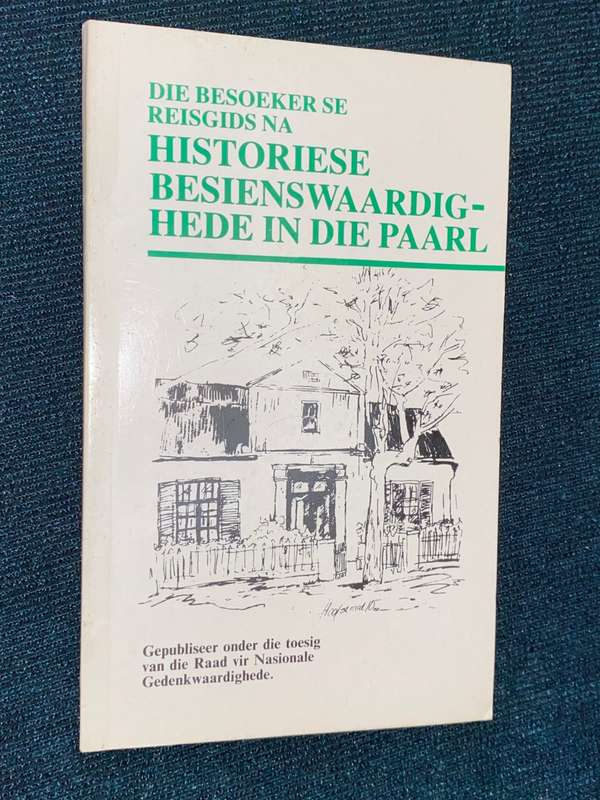 DIE BESOEKER SE
REISGIDS NA
HISTORIESE
BESIENSWAARDIG-
HEDE IN DIE PAARL
Gepubliseer onder die toesig
van die Raad vir Nasionale
Gedenkwaardighede.